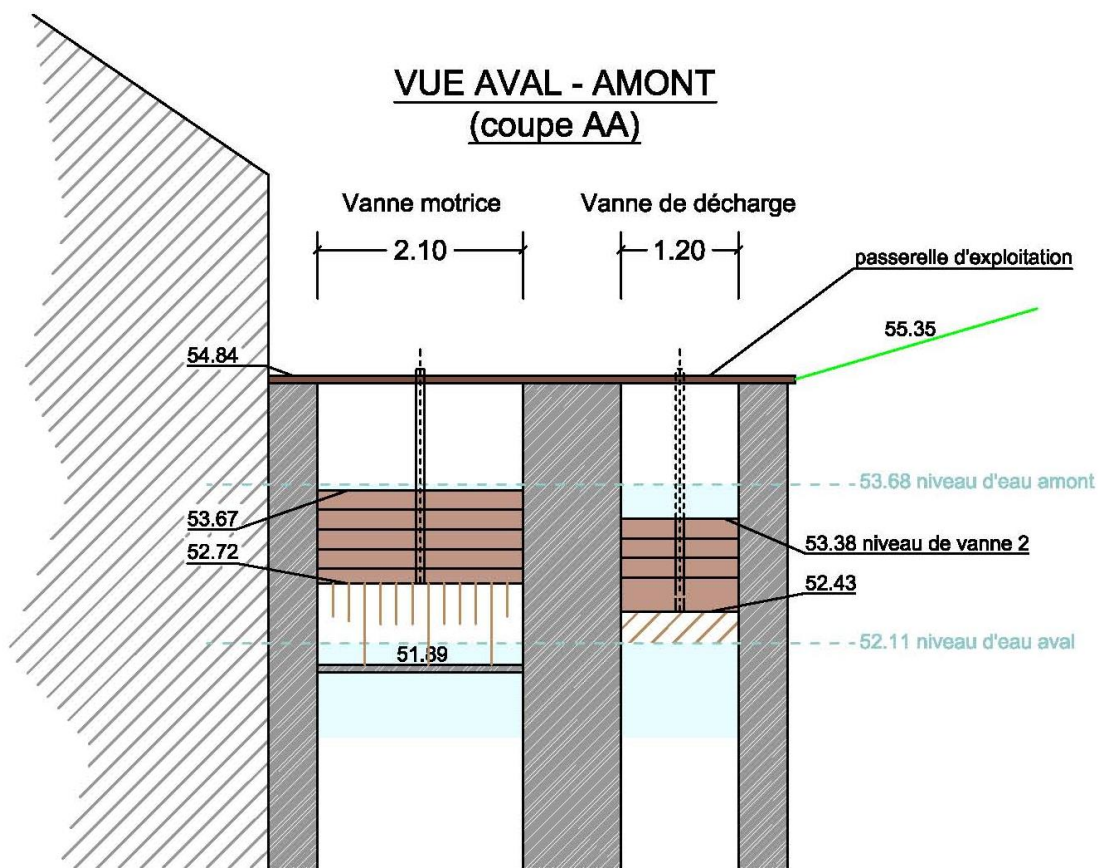 VUE AVAL - AMONT
(coupe AA)
Vanne motrice
Vanne de décharge
2.10
1.20
passerelle d'exploitation
55.35
54.84
53.68 niveau d'eau amont
53.67
53.38 niveau de vanne 2
52.72
52.43
52.11 niveau d'eau aval
51.89